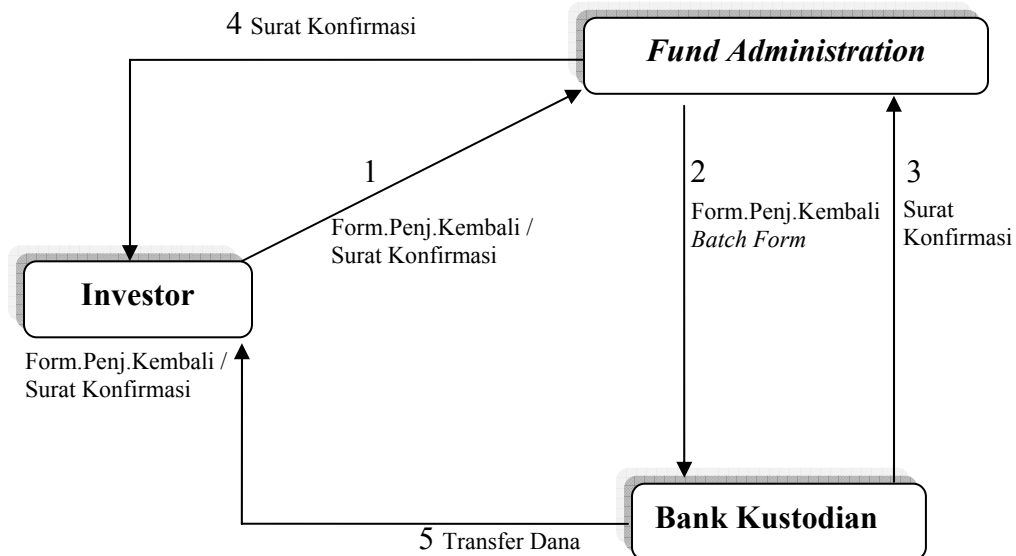 4 Surat Konfirmasi
Fund Administration
1
Form.Penj.Kembali /
Surat Konfirmasi
2
Form.Penj.Kembali
Batch Form
3
Surat
Konfirmasi
Investor
Form.Penj.Kembali /
Surat Konfirmasi
Bank Kustodian
5 Transfer Dana